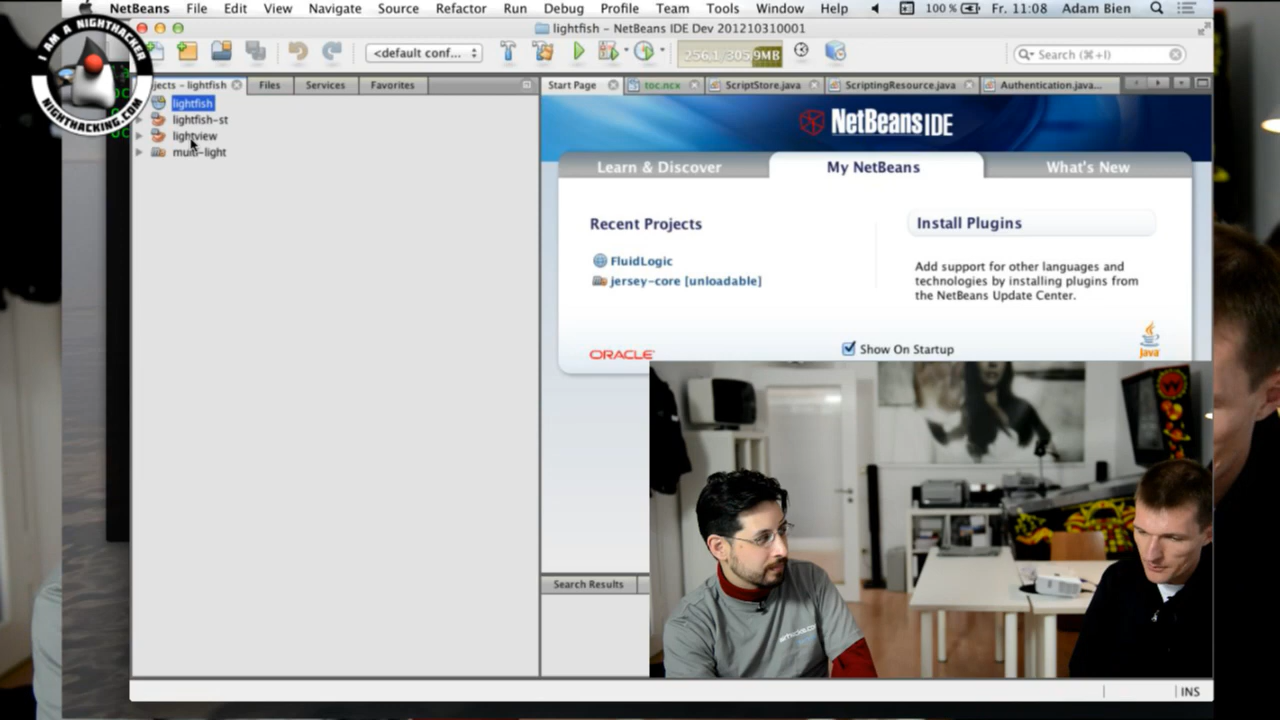 NetBeans File Edit View Navigate Source Refactor Run Debug Profile Team Tools Window Help 100 % Fr. 11:08 Adam Bien
lightfish - NetBeans IDE Dev 201210310001
I AM A NIGHTHACKER
NIGHTHACKING.COM
<default conf...
Search (⌘+I)
jects - lightfish Files Services Favorites
Start Page toc.ncx ScriptStore.java ScriptingResource.java Authentication.java...
lightfish
lightfish-st
lightview
multi-light
NetBeans IDE
Learn & Discover My NetBeans What's New
Recent Projects
FluidLogic
jersey-core [unloadable]
Install Plugins
Add support for other languages and
technologies by installing plugins from
the NetBeans Update Center.
ORACLE
Show On Startup
Java
Search Results
INS